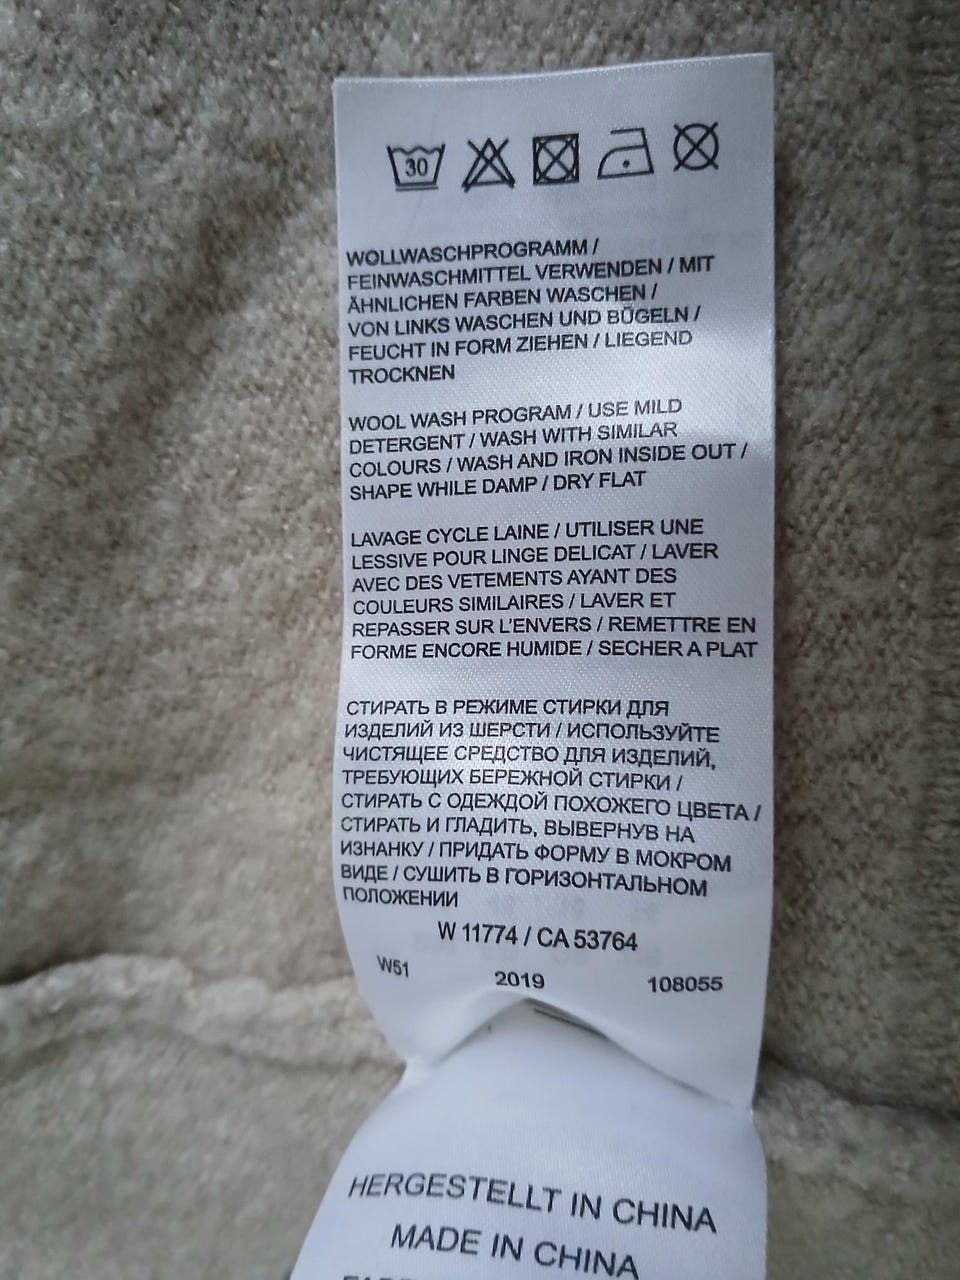 30
WOLLWASCHPROGRAMM /
FEINWASCHMITTEL VERWENDEN / MIT
ÄHNLICHEN FARBEN WASCHEN /
VON LINKS WASCHEN UND BÜGELN /
FEUCHT IN FORM ZIEHEN / LIEGEND
TROCKNEN
WOOL WASH PROGRAM / USE MILD
DETERGENT / WASH WITH SIMILAR
COLOURS / WASH AND IRON INSIDE OUT /
SHAPE WHILE DAMP / DRY FLAT
LAVAGE CYCLE LAINE / UTILISER UNE
LESSIVE POUR LINGE DELICAT / LAVER
AVEC DES VETEMENTS AYANT DES
COULEURS SIMILAIRES / LAVER ET
REPASSER SUR L'ENVERS / REMETTRE EN
FORME ENCORE HUMIDE / SECHER A PLAT
СТИРАТЬ В РЕЖИМЕ СТИРКИ ДЛЯ
ИЗДЕЛИЙ ИЗ ШЕРСТИ / ИСПОЛЬЗУЙТЕ
ЧИСТЯЩЕЕ СРЕДСТВО ДЛЯ ИЗДЕЛИЙ,
ТРЕБУЮЩИХ БЕРЕЖНОЙ СТИРКИ /
СТИРАТЬ С ОДЕЖДОЙ ПОХОЖЕГО ЦВЕТА /
СТИРАТЬ И ГЛАДИТЬ, ВЫВЕРНУВ НА
ИЗНАНКУ / ПРИДАТЬ ФОРМУ В МОКРОМ
ВИДЕ / СУШИТЬ В ГОРИЗОНТАЛЬНОМ
ПОЛОЖЕНИИ
W 11774 / CA 53764
W51 2019 108055
HERGESTELLT IN CHINA
MADE IN CHINA